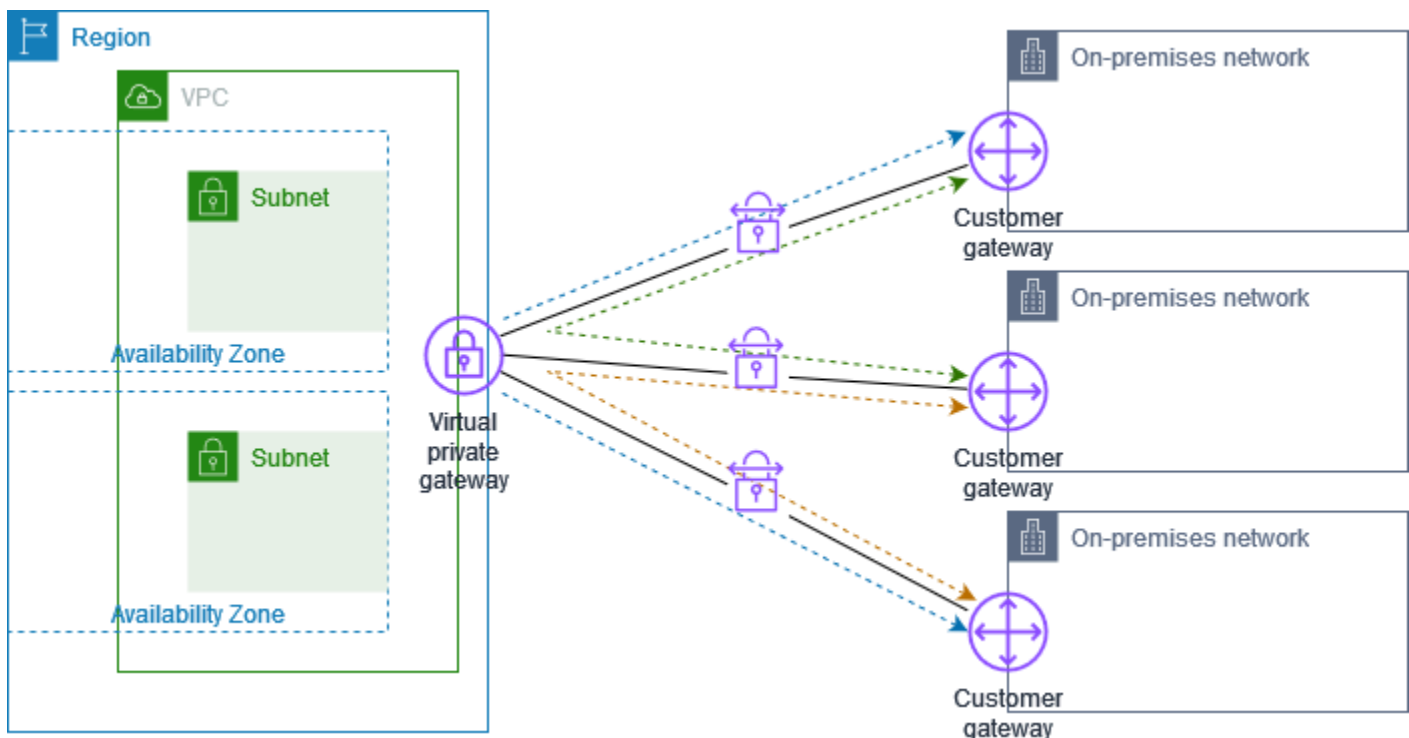 Region
VPC
Subnet
Availability Zone
Subnet
Availability Zone
Virtual
private
gateway
On-premises network
Customer
gateway
On-premises network
Customer
gateway
On-premises network
Customer
gateway